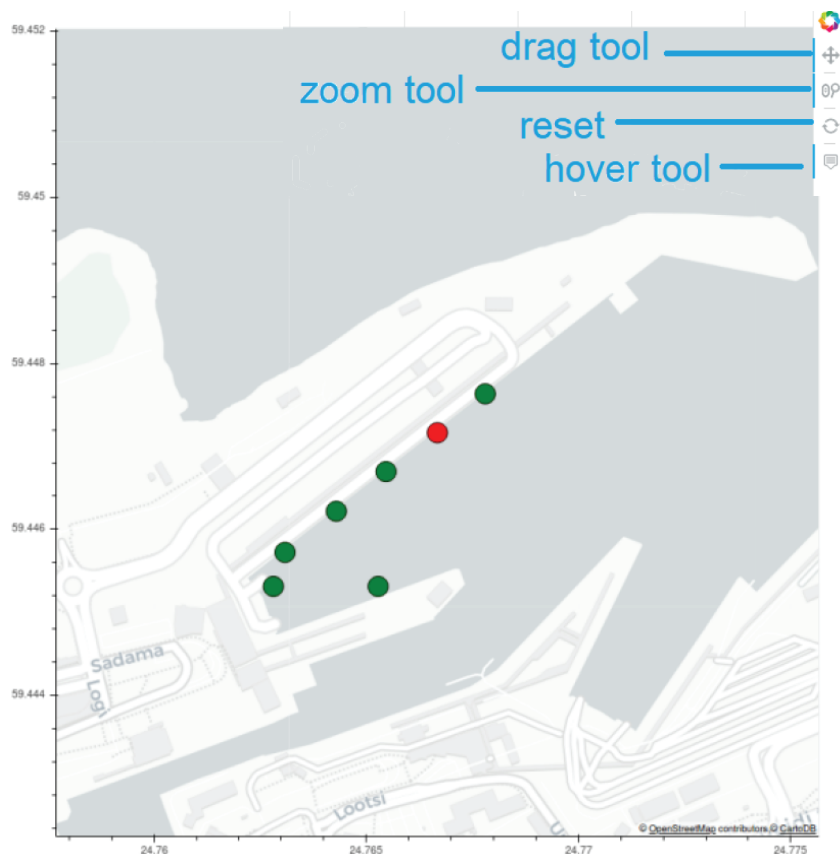 59.452
drag tool
zoom tool
reset
hover tool
59.45
59.448
59.446
Sadama
Logi
59.444
Lootsi
© OpenStreetMap contributors, © CartoDB
24.76
24.765
24.77
24.775